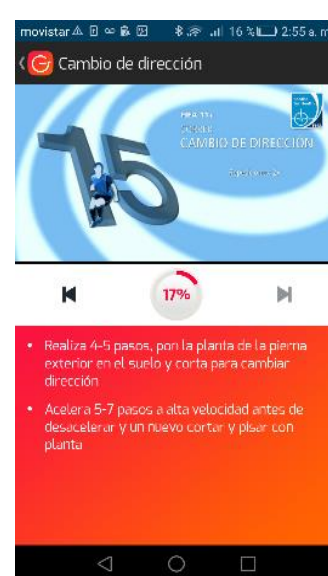 movistar 16 % 2:55 a. m
Cambio de dirección
15
CAMBIO DE DIRECCIÓN
17%
• Realiza 4-5 pasos, pon la planta de la pierna
exterior en el suelo y corta para cambiar
dirección
• Acelera 5-7 pasos a alta velocidad antes de
desacelerar y un nuevo cortar y pisar con
planta